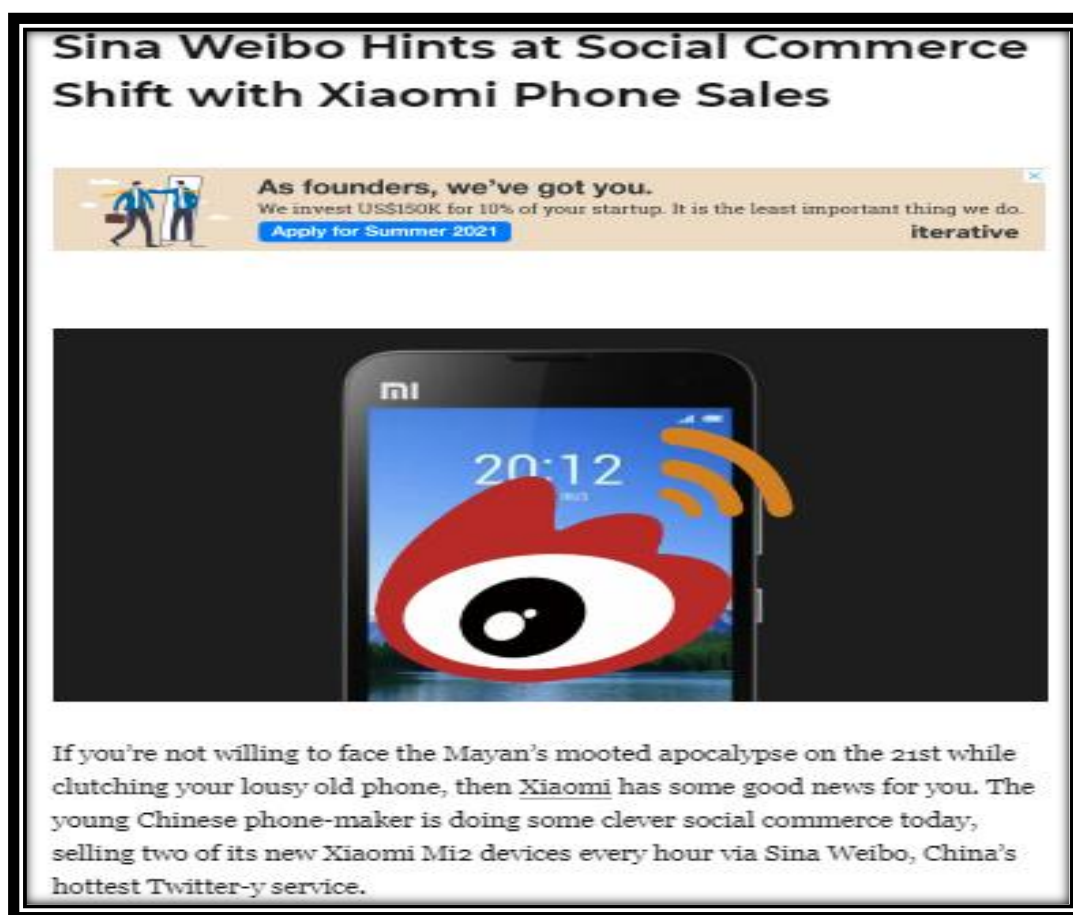 Sina Weibo Hints at Social Commerce
Shift with Xiaomi Phone Sales
As founders, we've got you.
We invest US$150K for 10% of your startup. It is the least important thing we do.
Apply for Summer 2021
iterative
MI
20:12
If you're not willing to face the Mayan's mooted apocalypse on the 21st while
clutching your lousy old phone, then Xiaomi has some good news for you. The
young Chinese phone-maker is doing some clever social commerce today,
selling two of its new Xiaomi Mi2 devices every hour via Sina Weibo, China's
hottest Twitter-y service.